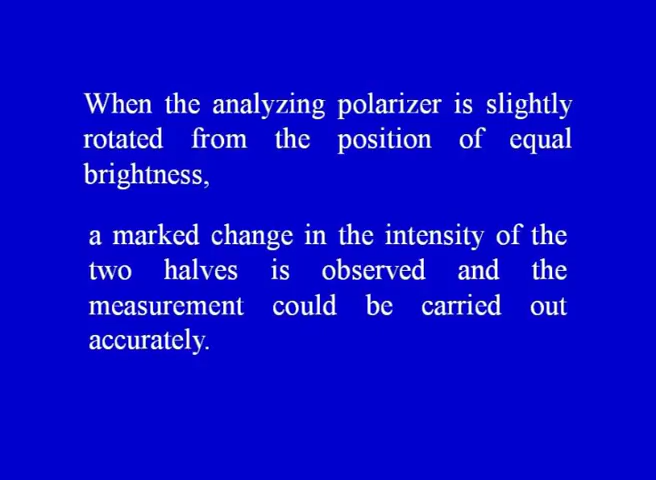 When the analyzing polarizer is slightly
rotated from the position of equal
brightness,
a marked change in the intensity of the
two halves is observed and the
measurement could be carried out
accurately.